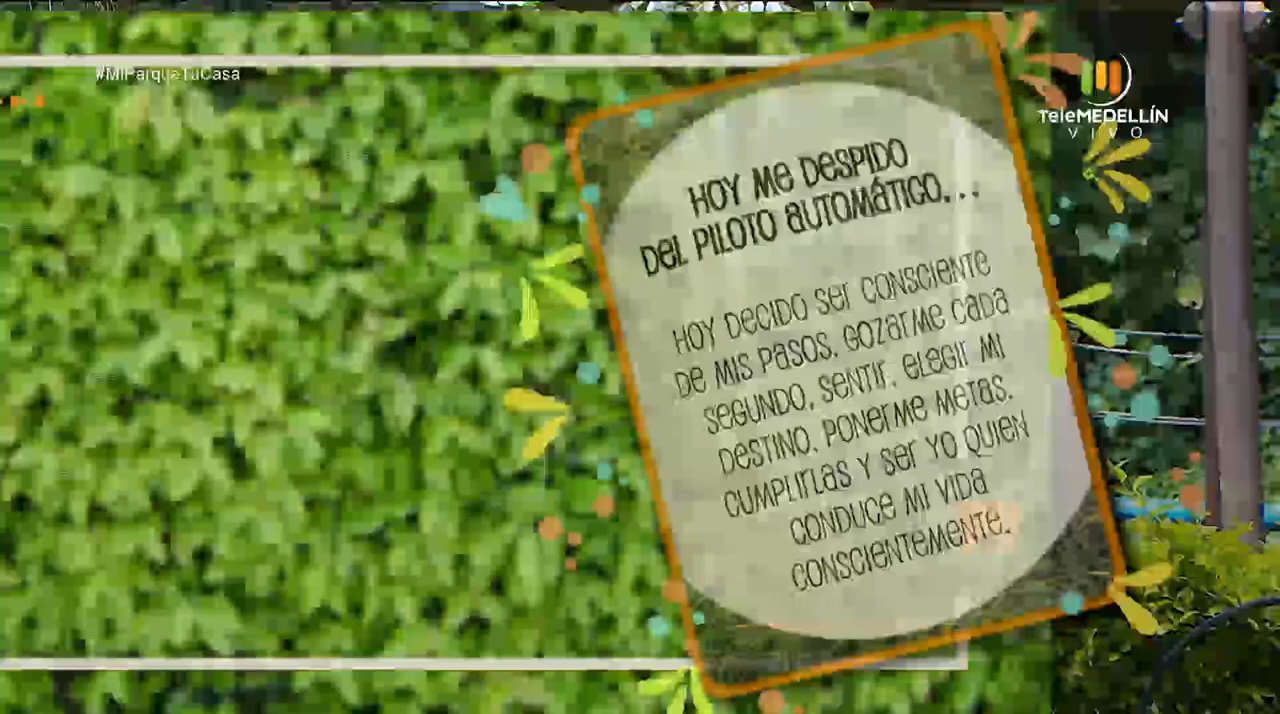 #MiParqueTuCasa
TeleMEDELLÍN
VIVO
HOY ME DESPIDO
DEL PILOTO AUTOMÁTICO...
HOY DECIDO SER CONSCIENTE
DE MIS PASOS, GOZARME CADA
SEGUNDO, SENTIR, ELEGIR MI
DESTINO, PONERME METAS,
CUMPLIRLAS Y SER YO QUIEN
CONDUCE MI VIDA
CONSCIENTEMENTE.